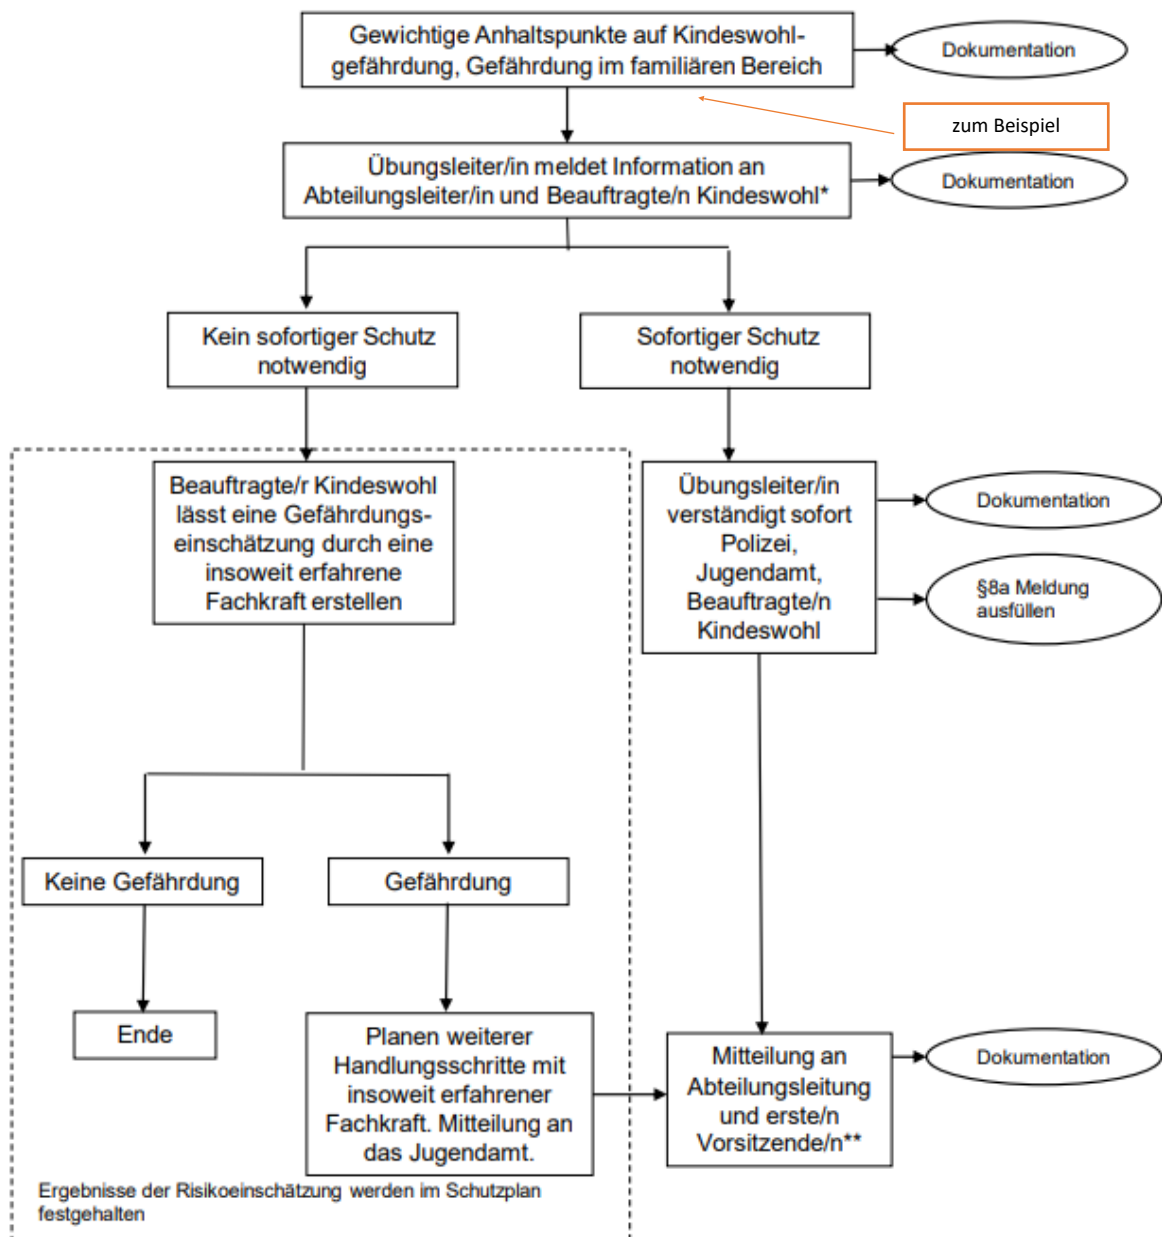 Gewichtige Anhaltspunkte auf Kindeswohl-
gefährdung, Gefährdung im familiären Bereich
Dokumentation
zum Beispiel
Übungsleiter/in meldet Information an
Abteilungsleiter/in und Beauftragte/n Kindeswohl*
Dokumentation
Kein sofortiger Schutz
notwendig
Sofortiger Schutz
notwendig
Beauftragte/r Kindeswohl
lässt eine Gefährdungs-
einschätzung durch eine
insoweit erfahrene
Fachkraft erstellen
Übungsleiter/in
verständigt sofort
Polizei,
Jugendamt,
Beauftragte/n
Kindeswohl
Dokumentation
§8a Meldung
ausfüllen
Keine Gefährdung
Gefährdung
Ende
Planen weiterer
Handlungsschritte mit
insoweit erfahrener
Fachkraft. Mitteilung an
das Jugendamt.
Mitteilung an
Abteilungsleitung
und erste/n
Vorsitzende/n**
Dokumentation
Ergebnisse der Risikoeinschätzung werden im Schutzplan
festgehalten